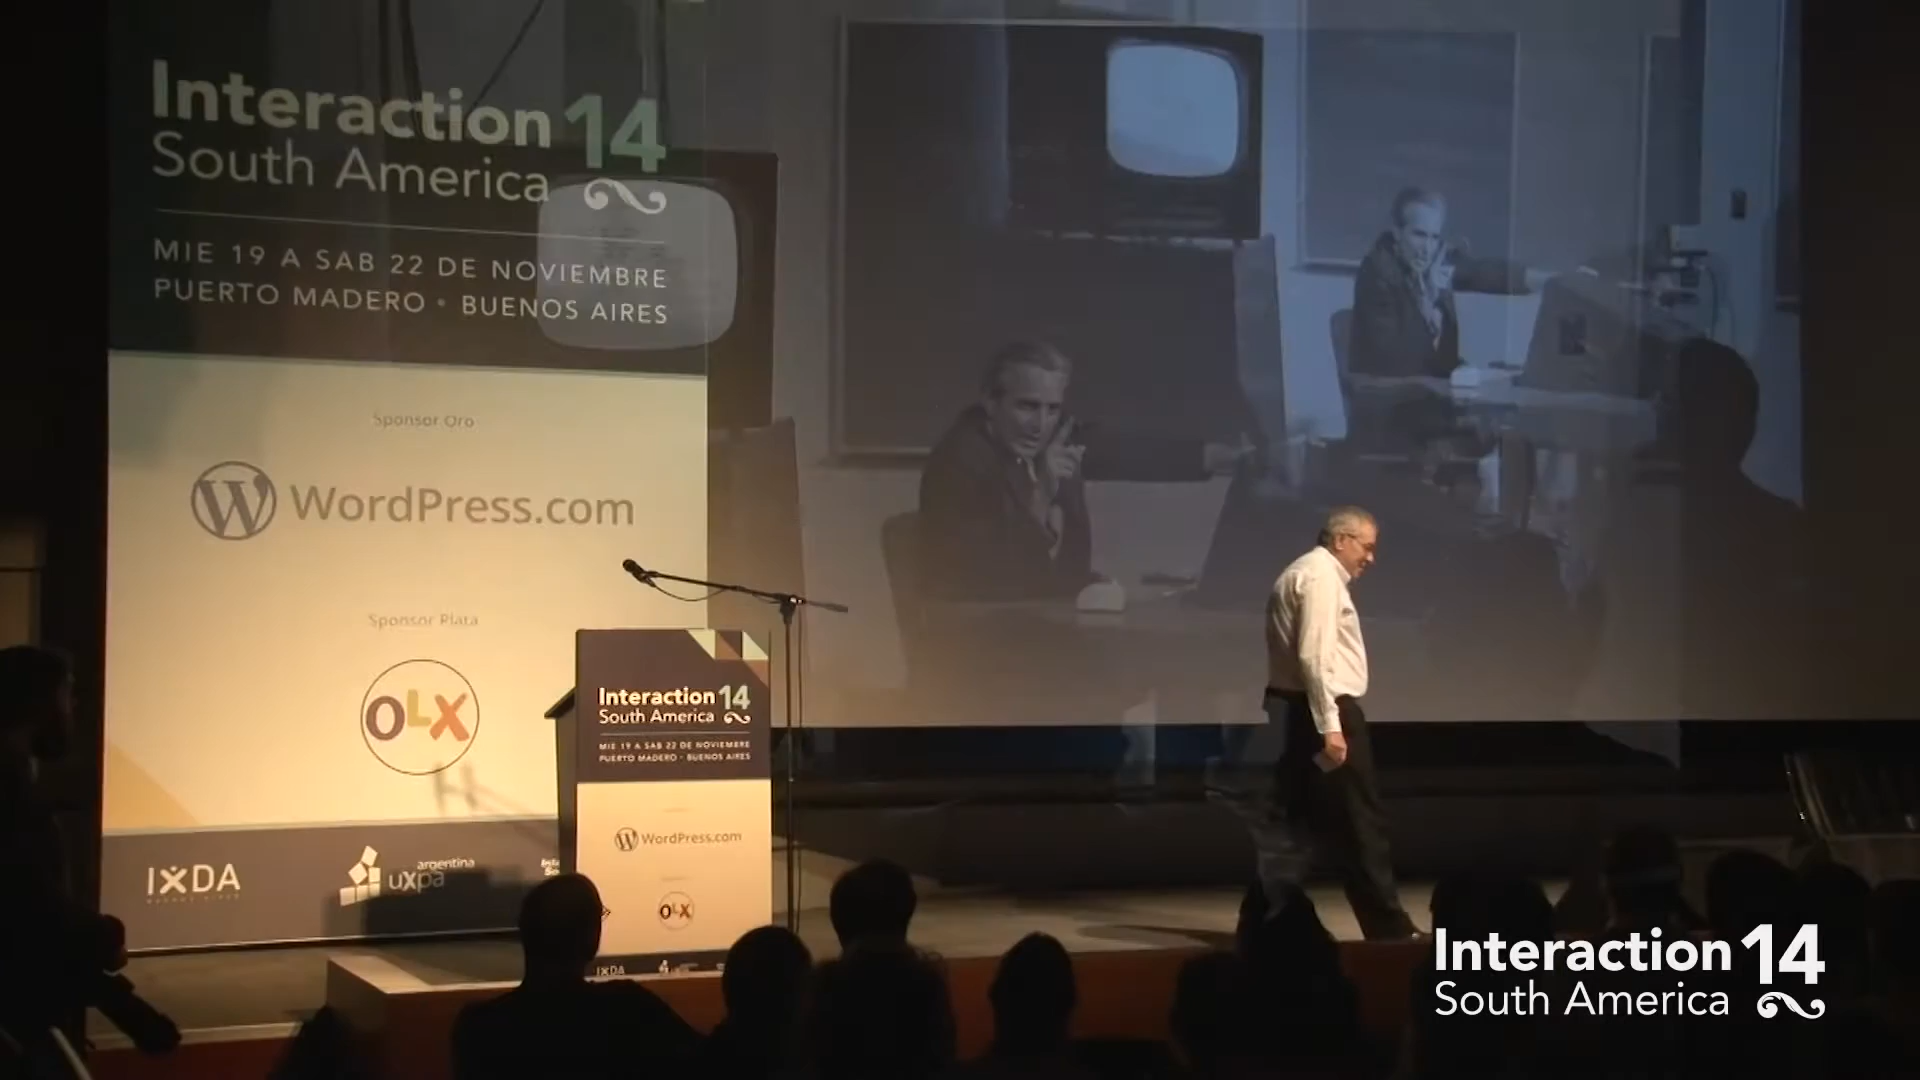 Interaction 14
South America
MIE 19 A SAB 22 DE NOVIEMBRE
PUERTO MADERO • BUENOS AIRES
Sponsor Oro
WordPress.com
Sponsor Plata
OLX
IXDA
argentina
uxpa
Interaction 14
South America
MIE 19 A SAB 22 DE NOVIEMBRE
PUERTO MADERO • BUENOS AIRES
WordPress.com
OLX
IXDA
Interaction 14
South America